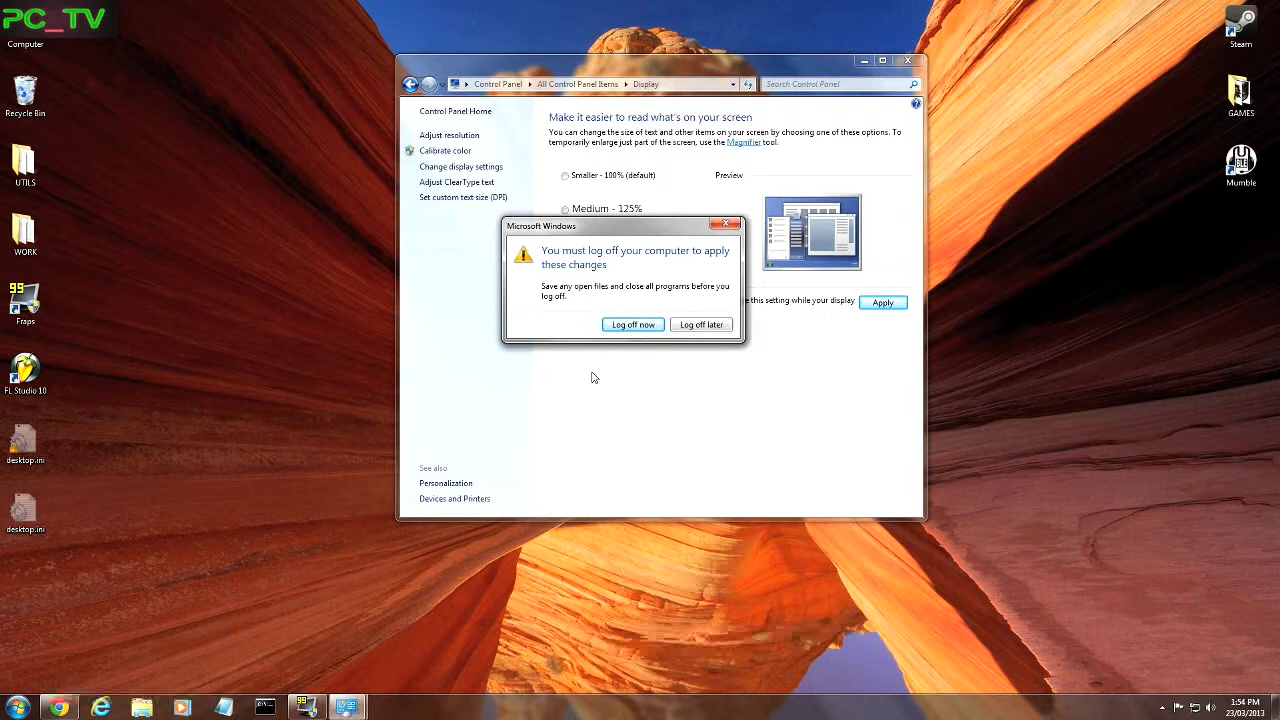 PC_TV
Computer
Recycle Bin
UTILS
WORK
99
Fraps
FL Studio 10
desktop.ini
desktop.ini
Steam
GAMES
Mumble
Control Panel
All Control Panel Items
Display
Search Control Panel
Control Panel Home
Adjust resolution
Calibrate color
Change display settings
Adjust ClearType text
Set custom text size (DPI)
See also
Personalization
Devices and Printers
Make it easier to read what's on your screen
You can change the size of text and other items on your screen by choosing one of these options. To
temporarily enlarge just part of the screen, use the Magnifier tool.
Smaller - 100% (default)
Preview
Medium - 125%
this setting while your display
Apply
Microsoft Windows
You must log off your computer to apply
these changes
Save any open files and close all programs before you
log off.
Log off now
Log off later
99
1:54 PM
23/03/2013